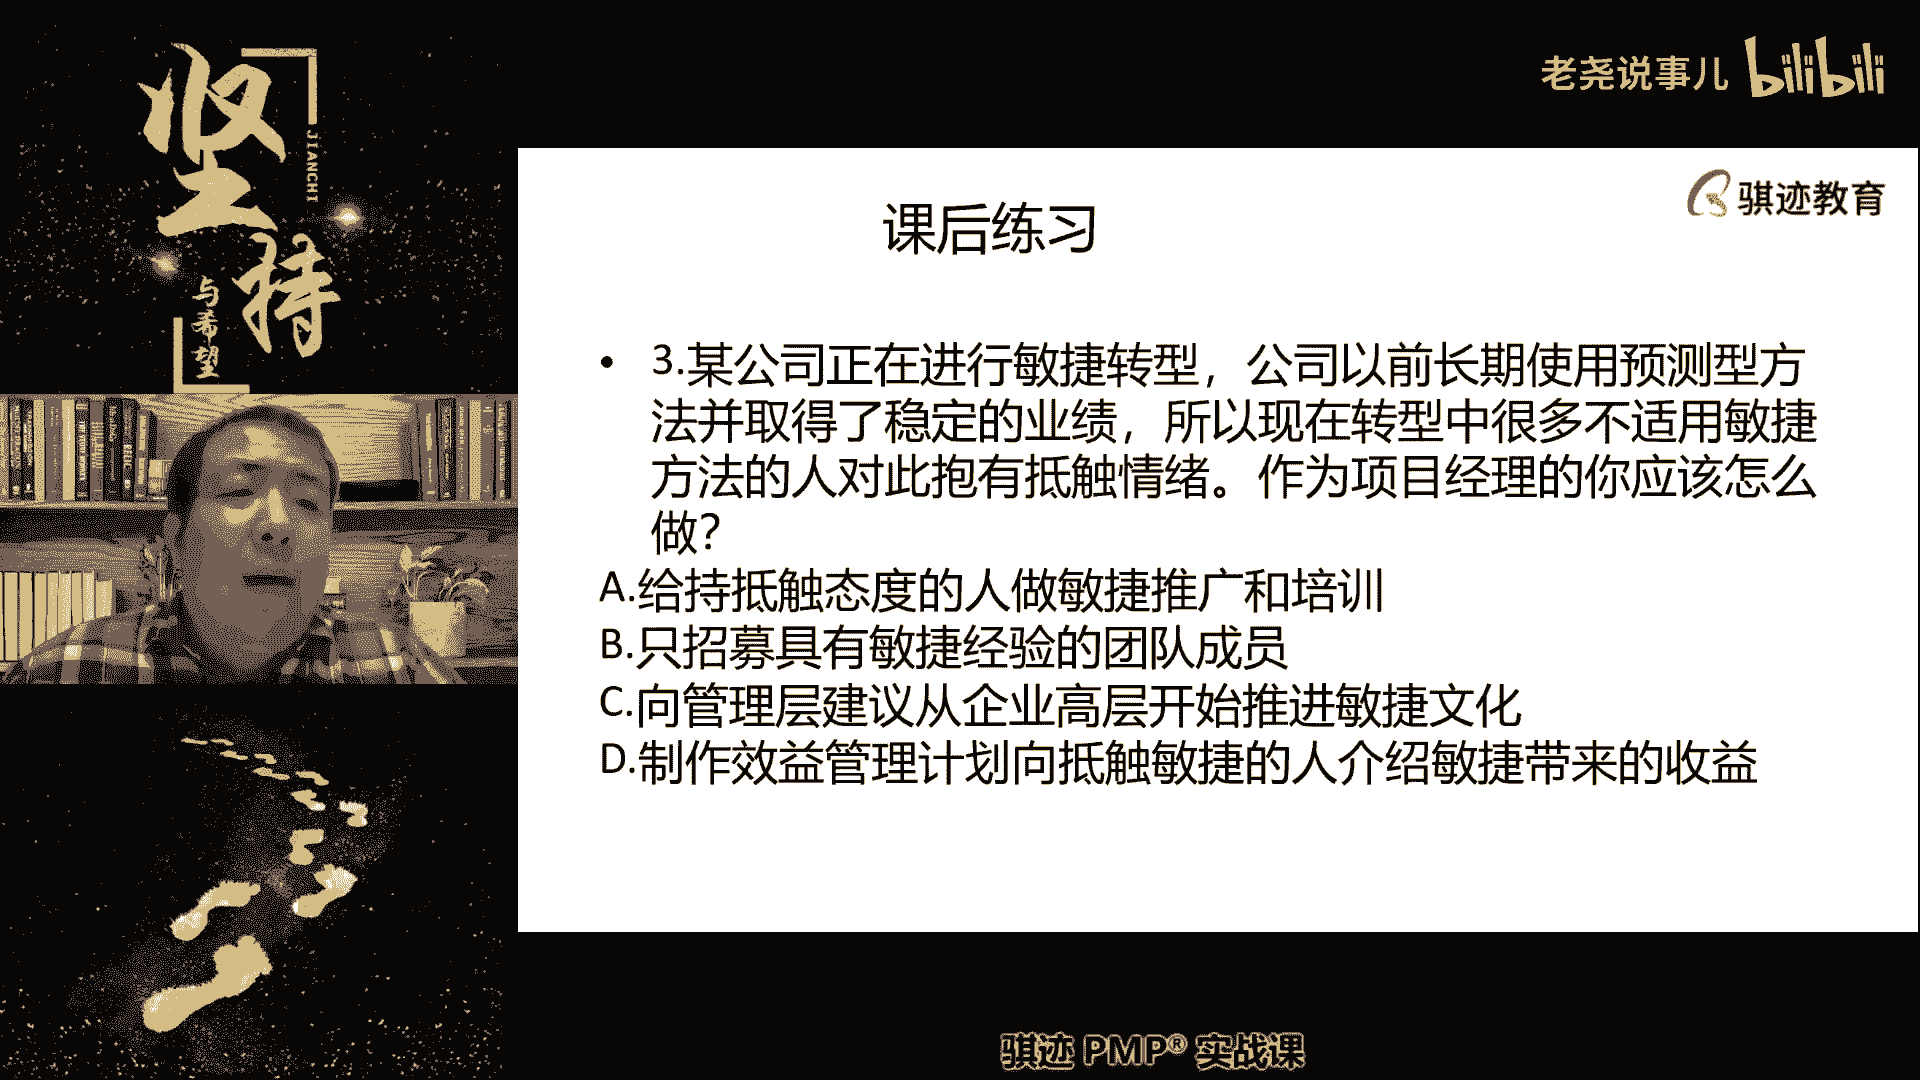 坚持
JIANCHI
与希望
老尧说事儿 bilibili
骐迹教育
课后练习
• 3.某公司正在进行敏捷转型，公司以前长期使用预测型方
法并取得了稳定的业绩，所以现在转型中很多不适用敏捷
方法的人对此抱有抵触情绪。作为项目经理的你应该怎么
做？
A.给持抵触态度的人做敏捷推广和培训
B.只招募具有敏捷经验的团队成员
C.向管理层建议从企业高层开始推进敏捷文化
D.制作效益管理计划向抵触敏捷的人介绍敏捷带来的收益
骐迹 PMP® 实战课